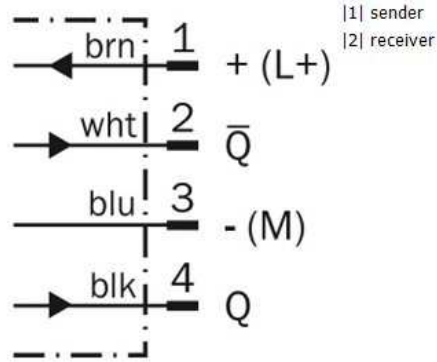 |1| sender
|2| receiver
brn 1 + (L+)
wht 2 Q̅
blu 3 - (M)
blk 4 Q